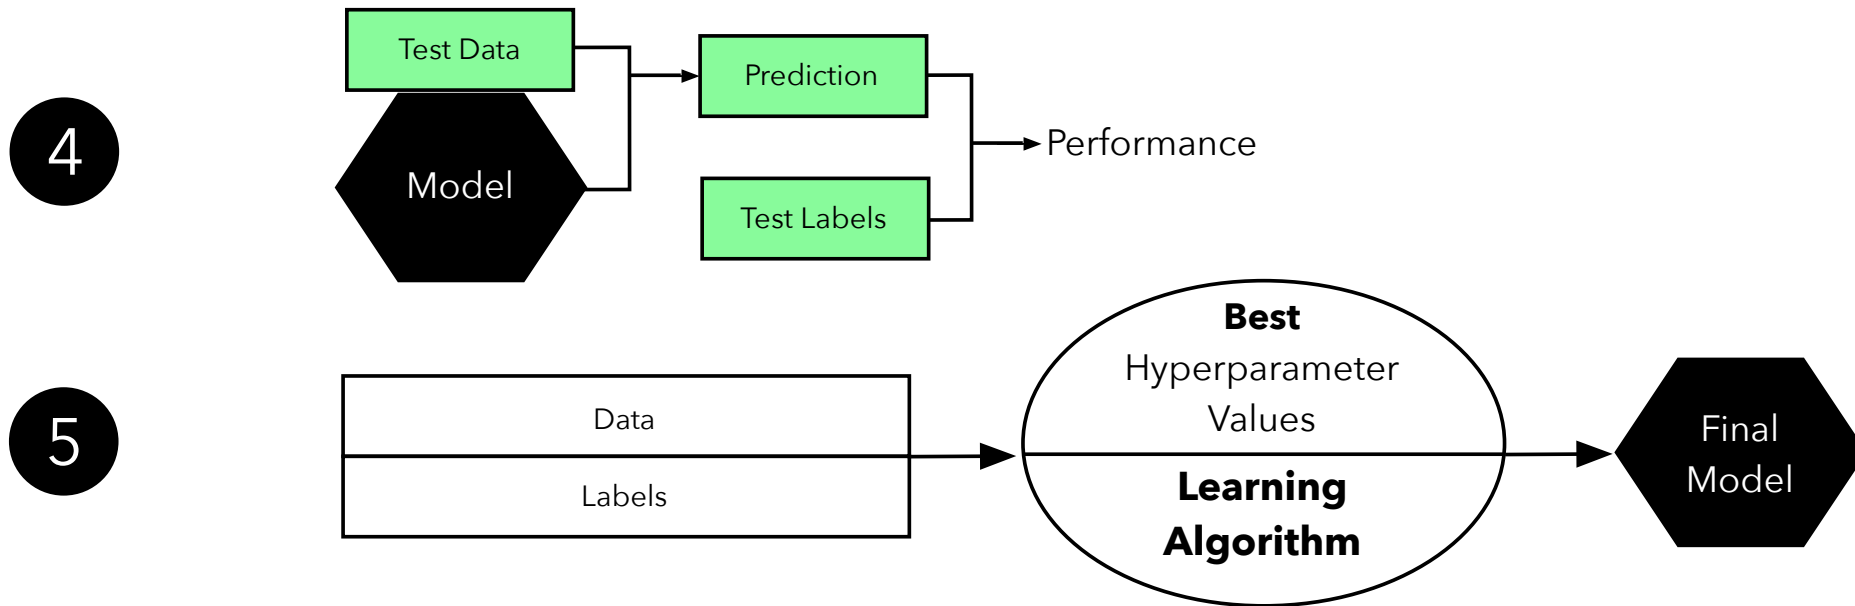 4
Test Data
Model
Prediction
Test Labels
Performance
5
Data
Labels
Best
Hyperparameter
Values
Learning
Algorithm
Final
Model